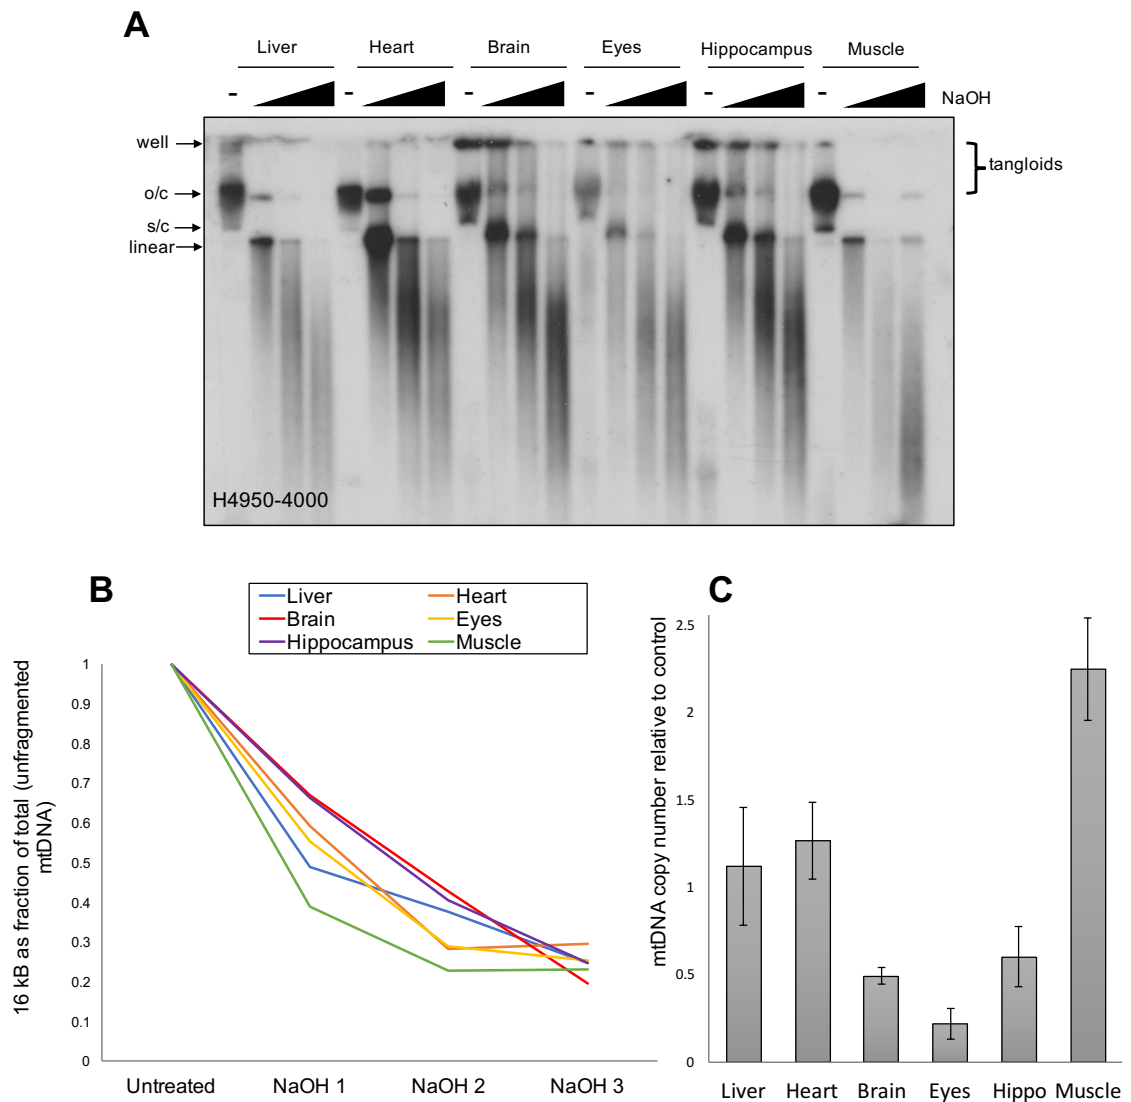 A
Liver Heart Brain Eyes Hippocampus Muscle
- - - - - - NaOH
well
o/c
s/c
linear
tangloids
H4950-4000
B
Liver Heart
Brain Eyes
Hippocampus Muscle
16 kB as fraction of total (unfragmented
mtDNA)
1
0.9
0.8
0.7
0.6
0.5
0.4
0.3
0.2
0.1
0
Untreated NaOH 1 NaOH 2 NaOH 3
C
mtDNA copy number relative to control
2.5
2
1.5
1
0.5
0
Liver Heart Brain Eyes Hippo Muscle